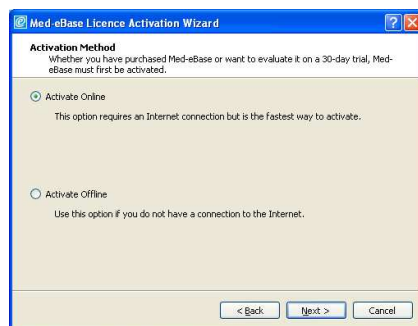 Med-eBase Licence Activation Wizard
Activation Method
Whether you have purchased Med-eBase or want to evaluate it on a 30-day trial, Med-
eBase must first be activated.
Activate Online
This option requires an Internet connection but is the fastest way to activate.
Activate Offline
Use this option if you do not have a connection to the Internet.
< Back Next > Cancel